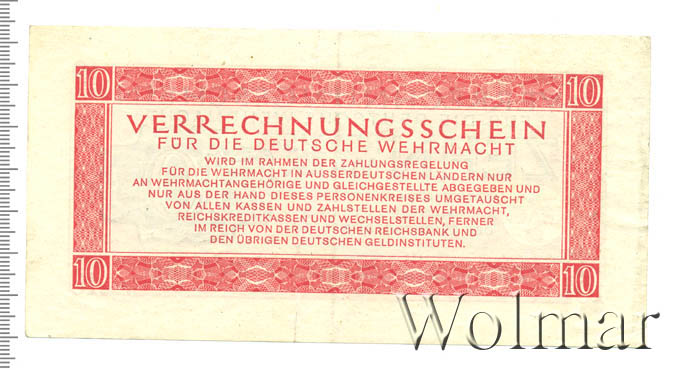 10 10
VERRECHNUNGSSCHEIN
FÜR DIE DEUTSCHE WEHRMACHT
WIRD IM RAHMEN DER ZAHLUNGSREGELUNG
FÜR DIE WEHRMACHT IN AUSSERDEUTSCHEN LÄNDERN NUR
AN WEHRMACHTANGEHÖRIGE UND GLEICHGESTELLTE ABGEGEBEN UND
NUR AUS DER HAND DIESES PERSONENKREISES UMGETAUSCHT
VON ALLEN KASSEN UND ZAHLSTELLEN DER WEHRMACHT,
REICHSKREDITKASSEN UND WECHSELSTELLEN, FERNER
IM REICH VON DER DEUTSCHEN REICHSBANK UND
DEN ÜBRIGEN DEUTSCHEN GELDINSTITUTEN.
10 10
Wolmar